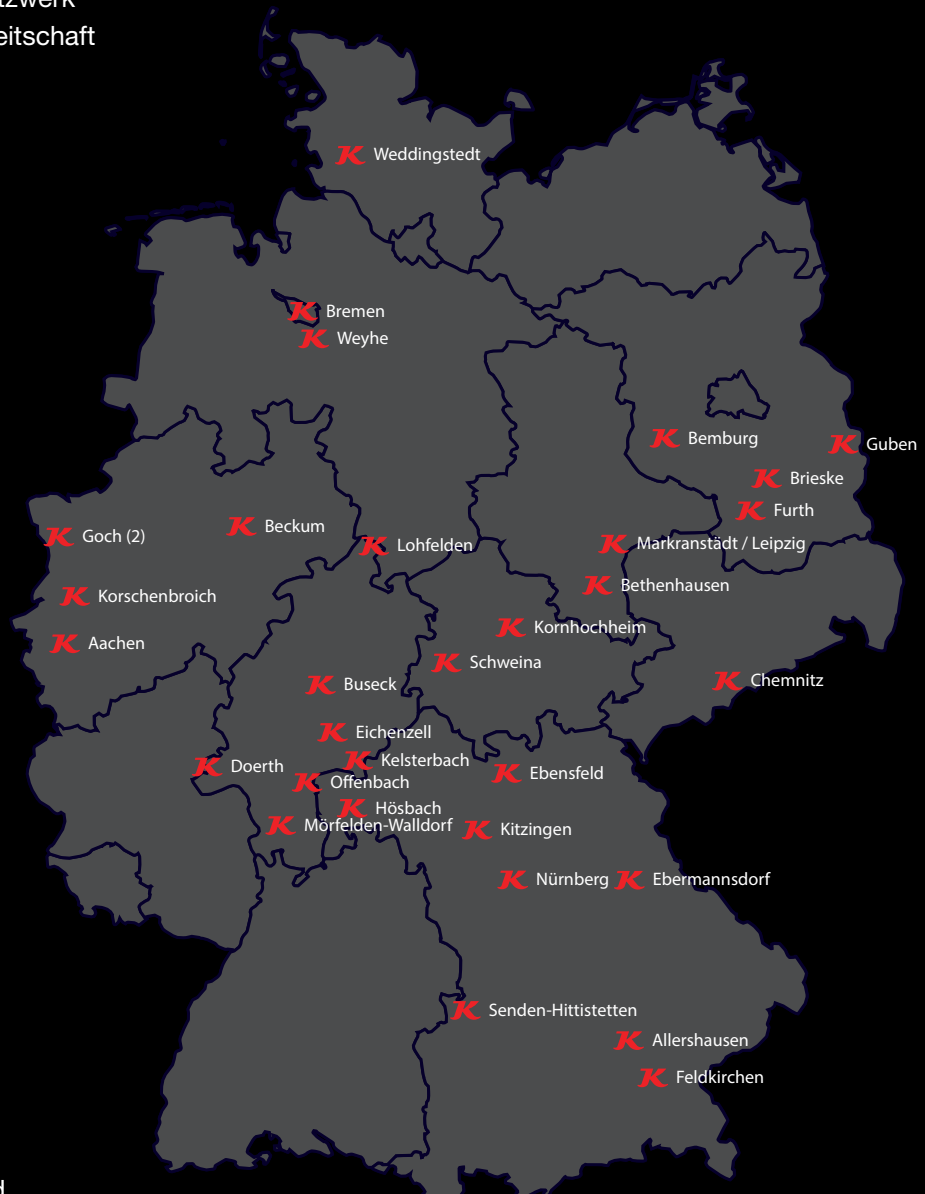 tzwerk
eitschaft
Weddingstedt
Bremen
Weyhe
Bemburg
Guben
Brieske
Furth
Goch (2)
Beckum
Lohfelden
Markranstädt / Leipzig
Bethenhausen
Korschenbroich
Kornhochheim
Aachen
Schweina
Buseck
Chemnitz
Eichenzell
Kelsterbach
Doerth
Offenbach
Ebensfeld
Hösbach
Mörfelden-Walldorf
Kitzingen
Nürnberg
Ebermannsdorf
Senden-Hittistetten
Allershausen
Feldkirchen